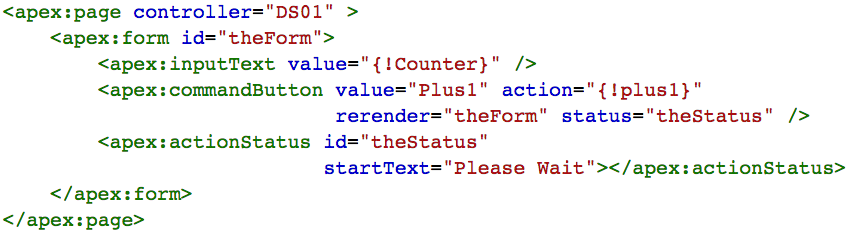 <apex:page controller="DS01" >
    <apex:form id="theForm">
        <apex:inputText value="{!Counter}" />
        <apex:commandButton value="Plus1" action="{!plus1}"
                            rerender="theForm" status="theStatus" />
        <apex:actionStatus id="theStatus"
                           startText="Please Wait"></apex:actionStatus>
    </apex:form>
</apex:page>